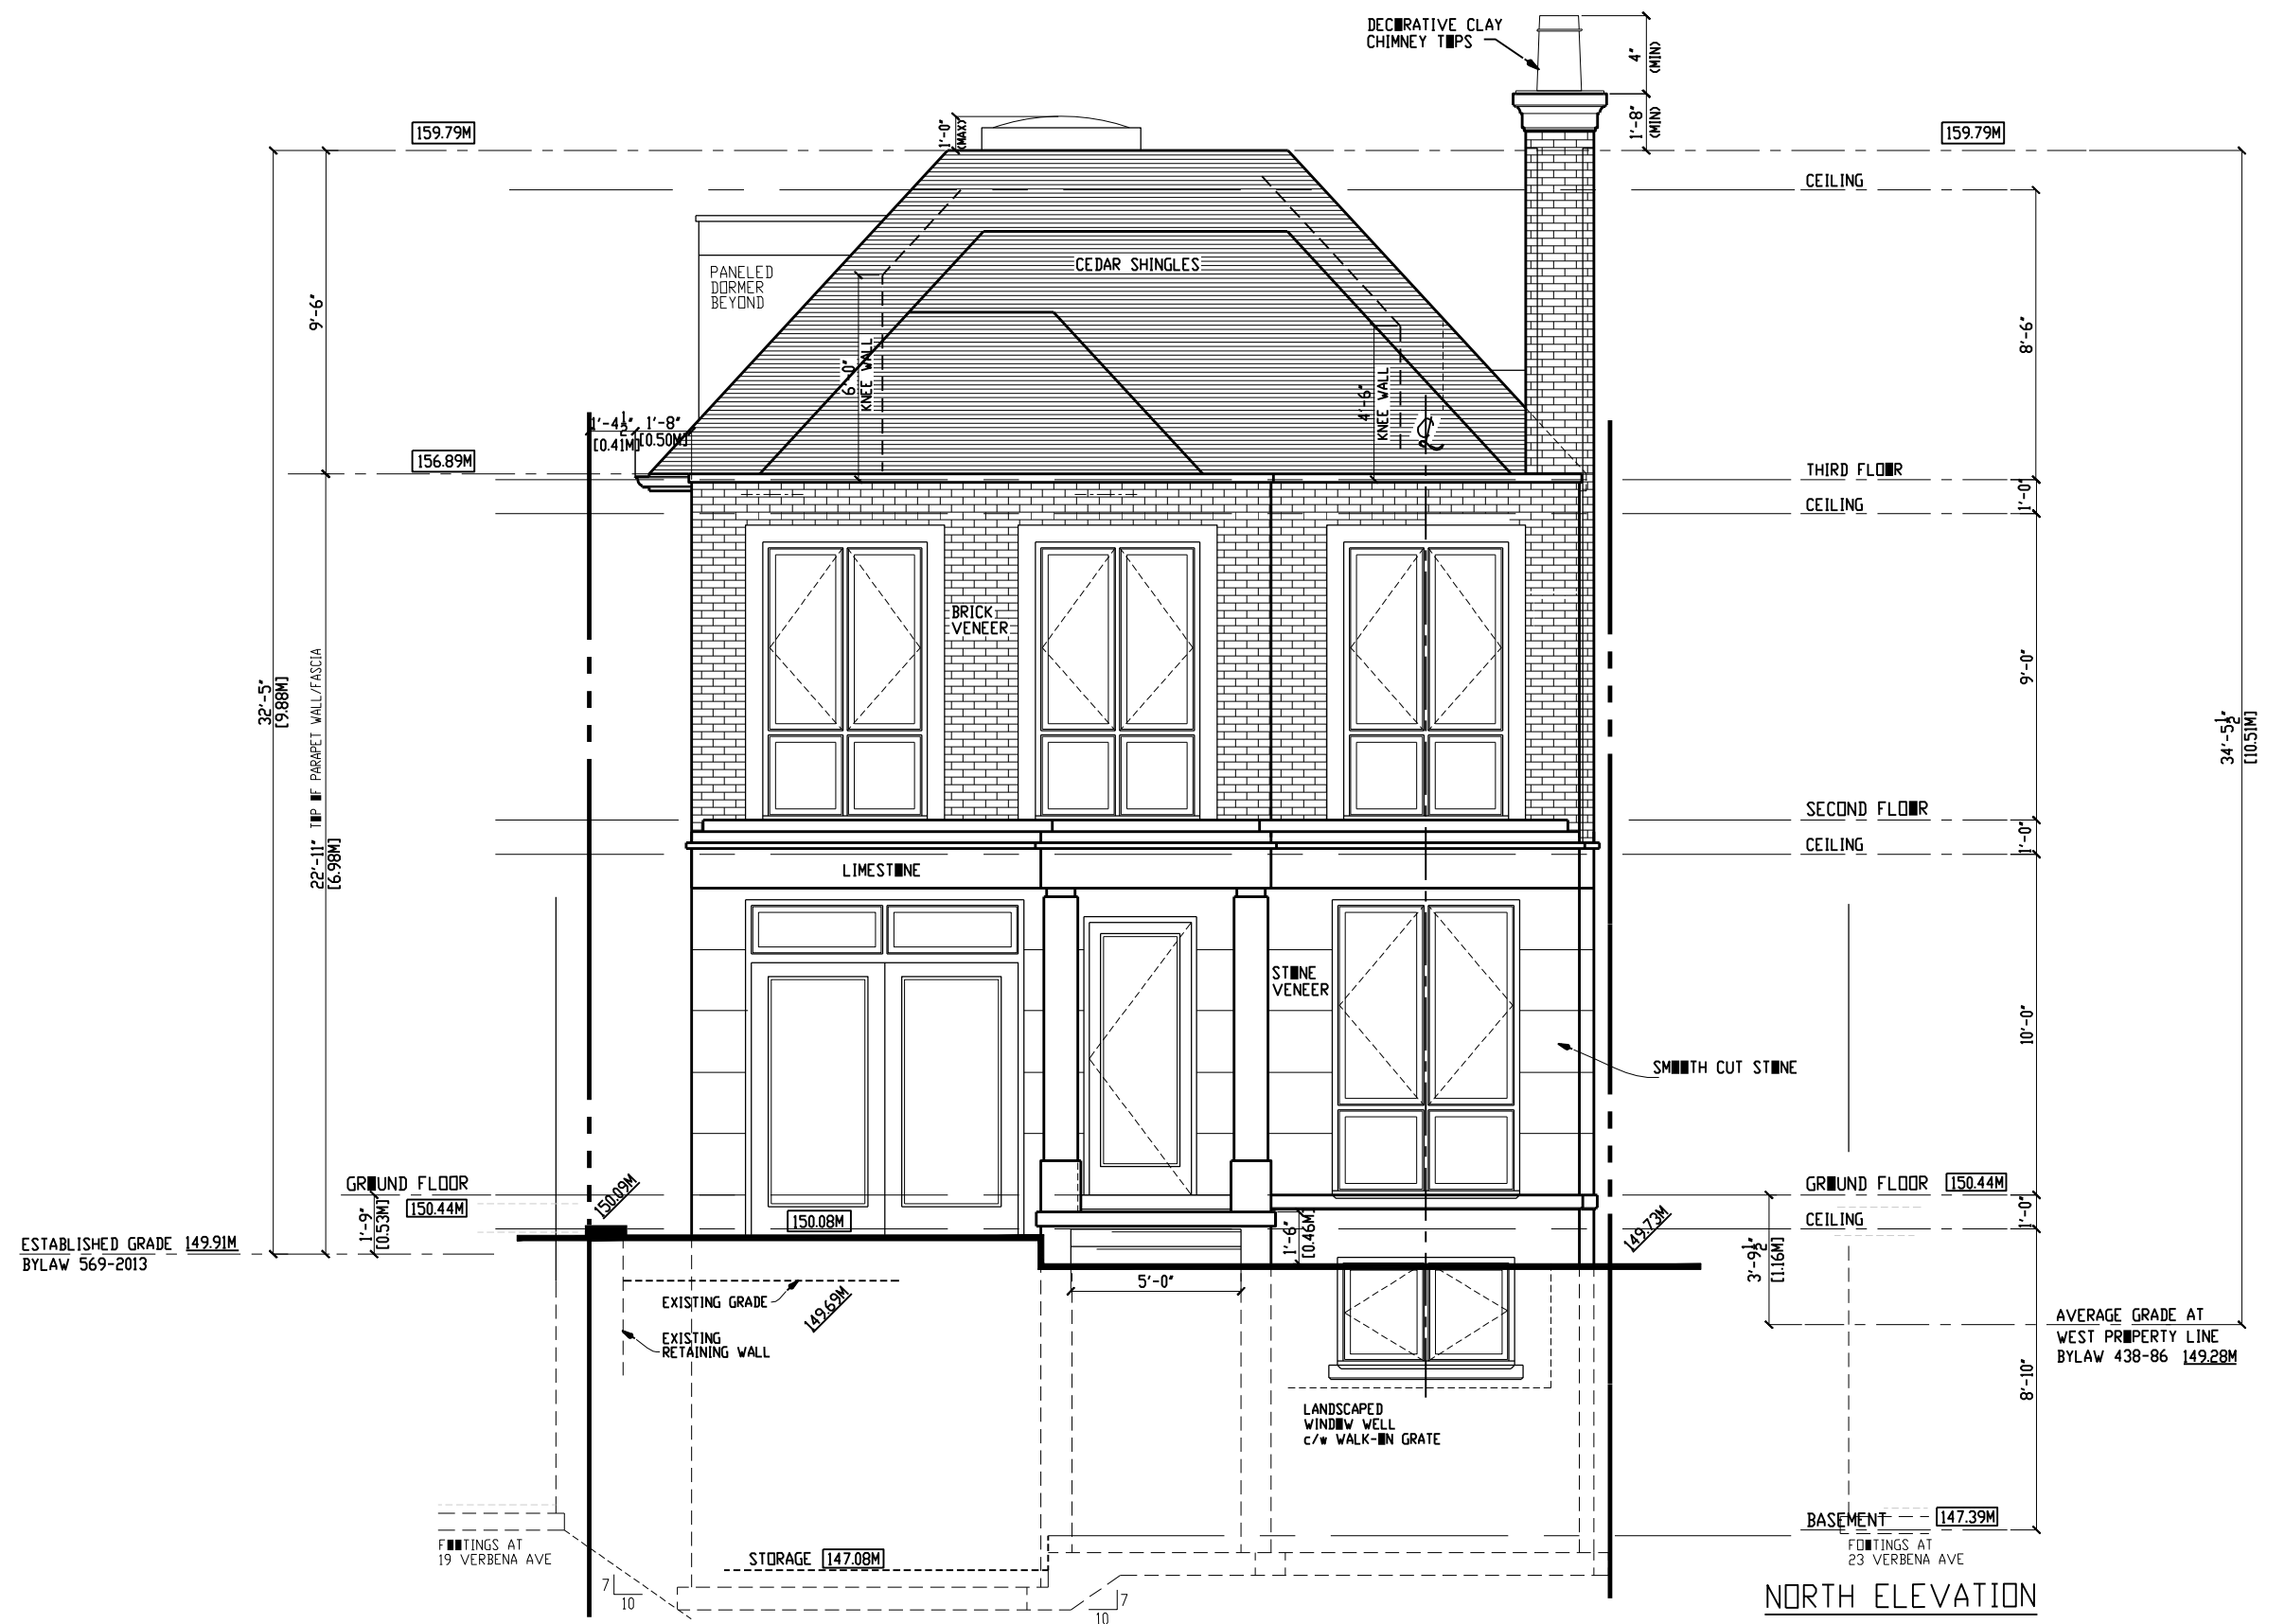 DECORATIVE CLAY
CHIMNEY TOPS
4"
(MIN)
1'-8"
(MIN)
1'-0"
(MAX)
159.79M
159.79M
CEILING
CEDAR SHINGLES
PANELED
DORMER
BEYOND
9'-6"
8'-6"
6'-0"
KNEE WALL
4'-6"
KNEE WALL
1'-4½"
[0.41M]
1'-8"
[0.50M]
156.89M
THIRD FLOOR
CEILING
1'-0"
BRICK
VENEER
9'-0"
32'-5"
[9.88M]
22'-11" TOP OF PARAPET WALL/FASCIA
[6.98M]
34'-5½"
[10.51M]
SECOND FLOOR
CEILING
1'-0"
LIMESTONE
STONE
VENEER
10'-0"
SMOOTH CUT STONE
GROUND FLOOR
150.44M
1'-9"
[0.53M]
150.09M
150.08M
GROUND FLOOR 150.44M
CEILING
1'-0"
149.73M
1'-6"
[0.46M]
3'-9½"
[1.16M]
ESTABLISHED GRADE 149.91M
BYLAW 569-2013
5'-0"
EXISTING GRADE
149.69M
EXISTING
RETAINING WALL
AVERAGE GRADE AT
WEST PROPERTY LINE
BYLAW 438-86 149.28M
8'-10"
LANDSCAPED
WINDOW WELL
c/w WALK-ON GRATE
BASEMENT 147.39M
FOOTINGS AT
19 VERBENA AVE
STORAGE 147.08M
FOOTINGS AT
23 VERBENA AVE
7
10
7
10
NORTH ELEVATION